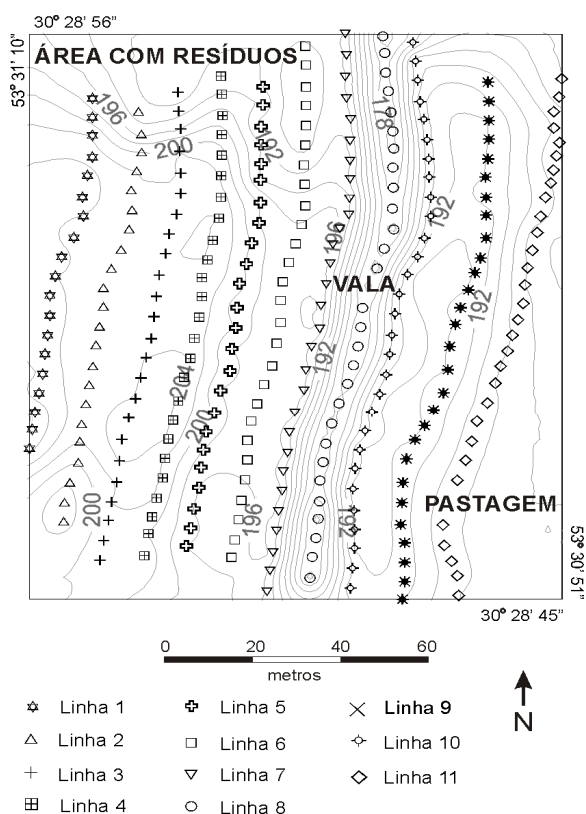 30° 28' 56"
53° 31' 10"
ÁREA COM RESÍDUOS
196
200
192
178
192
196
VALA
192
192
204
200
200
196
192
PASTAGEM
53° 30' 51"
30° 28' 45"
0 20 40 60
metros
N
Linha 1
Linha 2
Linha 3
Linha 4
Linha 5
Linha 6
Linha 7
Linha 8
Linha 9
Linha 10
Linha 11